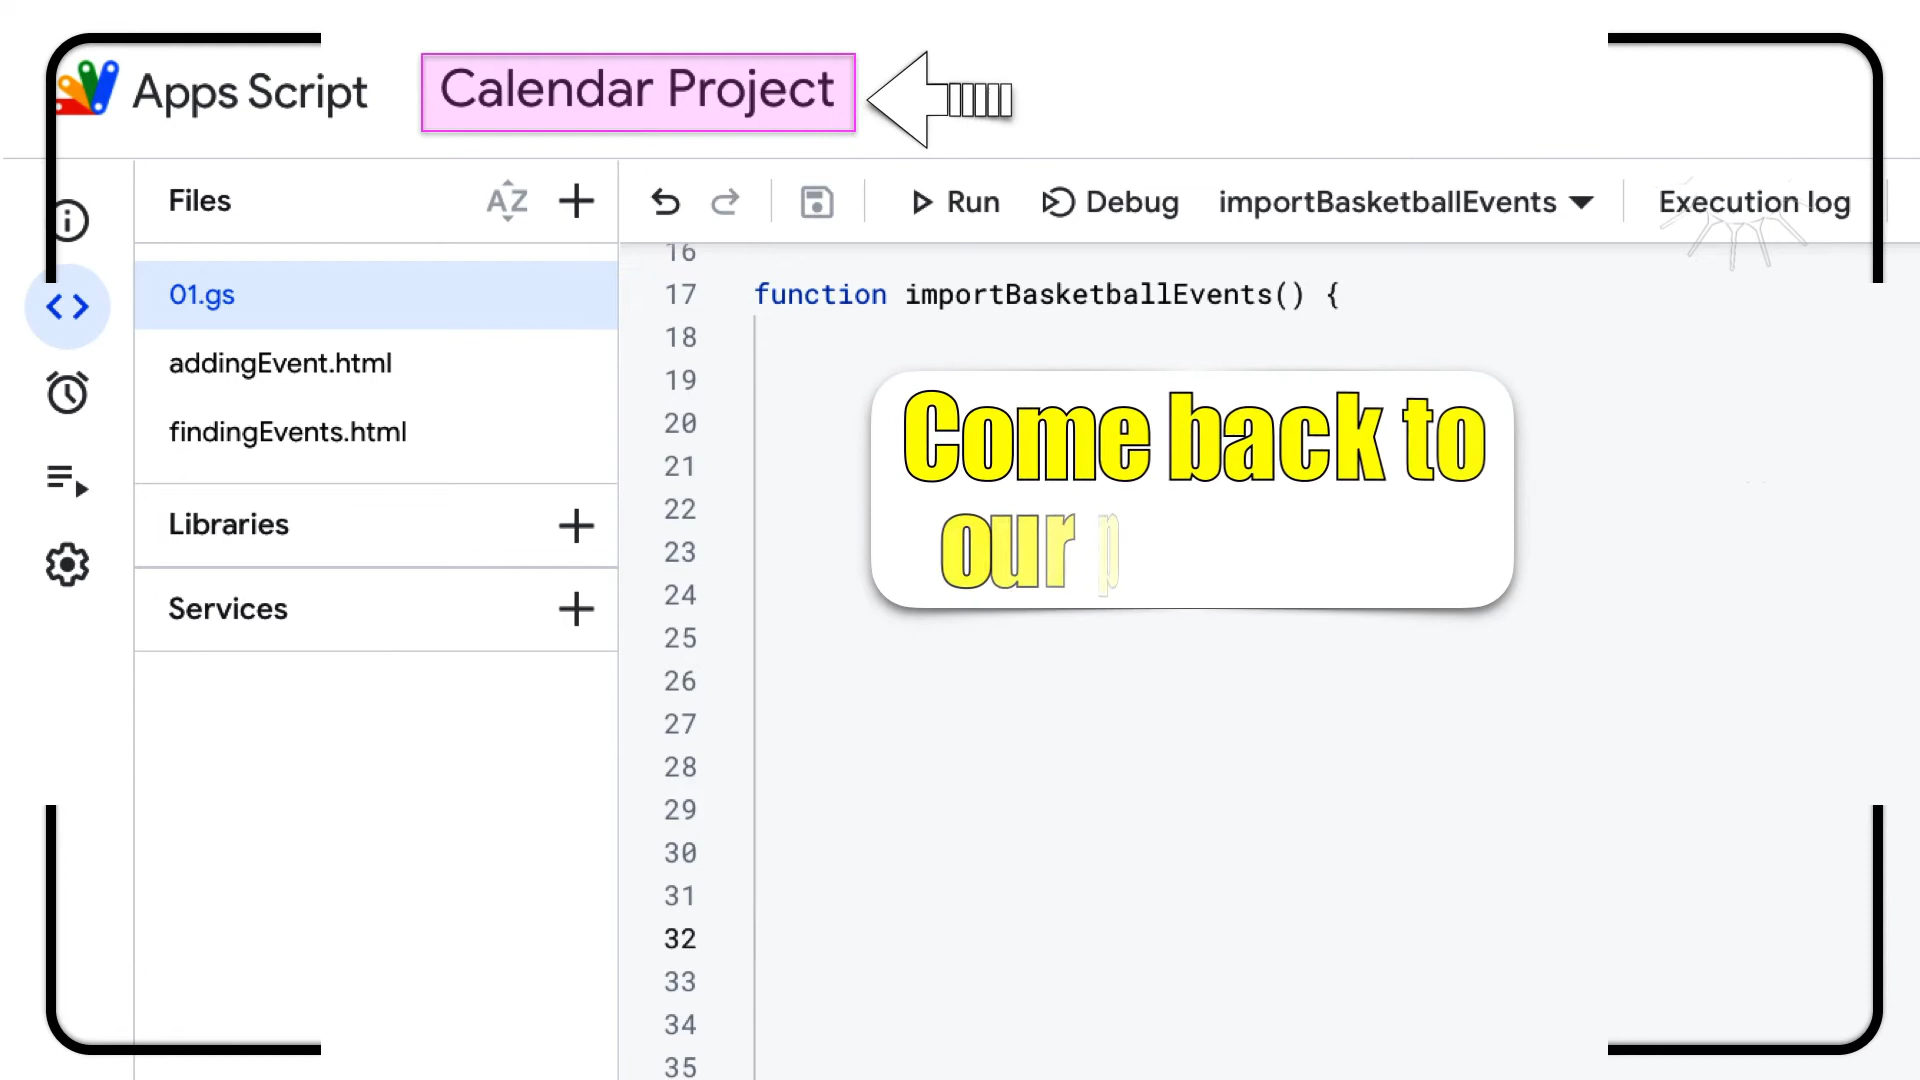 Apps Script
Calendar Project
Files
AZ
Run
Debug
importBasketballEvents
Execution log
01.gs
addingEvent.html
findingEvents.html
Libraries
Services
16
17 function importBasketballEvents() {
18
19
20
21
22
23
24
25
26
27
28
29
30
31
32
33
34
35
Come back to
our p